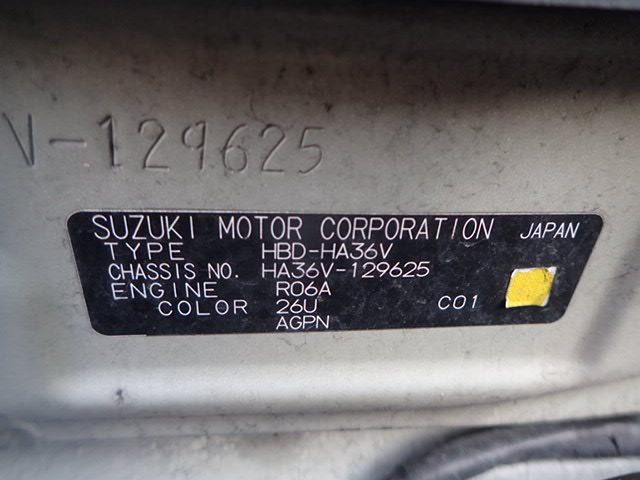 V-129625
SUZUKI MOTOR CORPORATION JAPAN
TYPE HBD-HA36V
CHASSIS NO. HA36V-129625
ENGINE R06A
COLOR 26U C01
AGPN